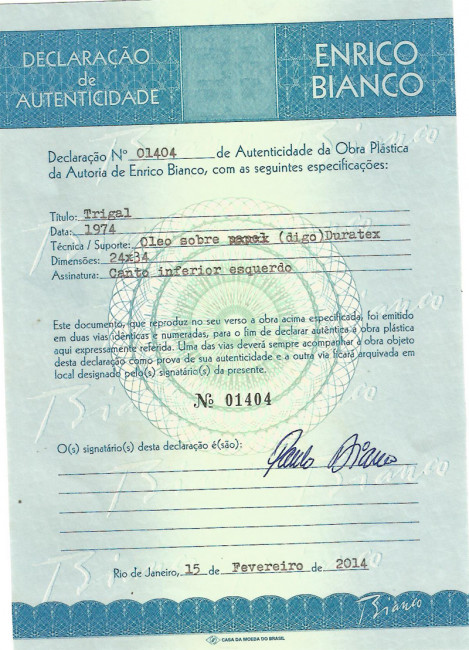 DECLARAÇÃO
de
AUTENTICIDADE
ENRICO
BIANCO
Declaração Nº 01404 de Autenticidade da Obra Plástica
da Autoria de Enrico Bianco, com as seguintes especificações:
Título: Trigal
Data: 1974
Técnica / Suporte: Oleo sobre papel (digo)Duratex
Dimensões: 24x34
Assinatura: Canto inferior esquerdo
Este documento, que reproduz no seu verso a obra acima especificada, foi emitido
em duas vias idênticas e numeradas, para o fim de declarar autêntica a obra plástica
aqui expressamente referida. Uma das vias deverá sempre acompanhar a obra objeto
desta declaração como prova de sua autenticidade e a outra via ficará arquivada em
local designado pelo(s) signatário(s) da presente.
Nº 01404
O(s) signatário(s) desta declaração é(são):
Paulo Bianco
Rio de Janeiro, 15 de Fevereiro de 2014
Bianco
CASA DA MOEDA DO BRASIL